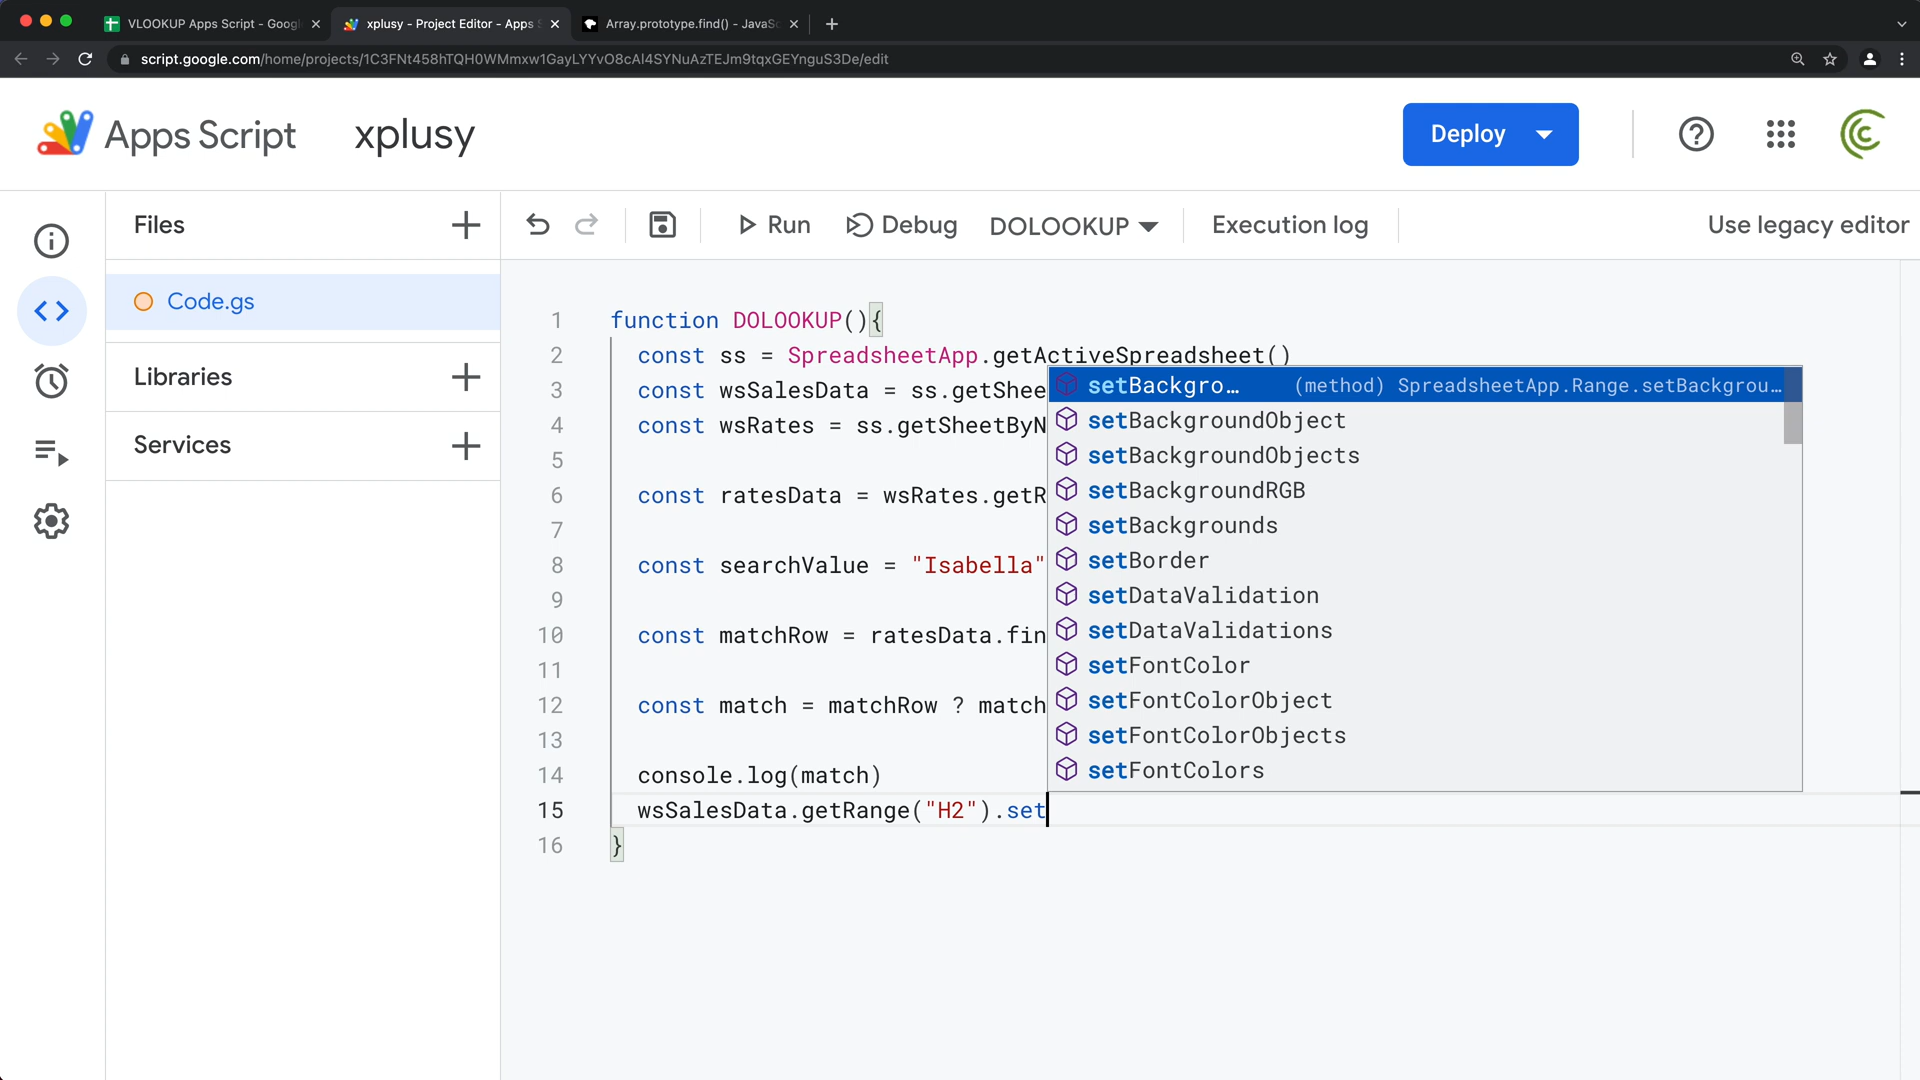 VLOOKUP Apps Script - Googl
xplusy - Project Editor - Apps S
Array.prototype.find() - JavaSc
script.google.com/home/projects/1C3FNt458hTQH0WMmxw1GayLYYvO8cAl4SYNuAzTEJm9tqxGEYnguS3De/edit
Apps Script
xplusy
Deploy
Files
Run
Debug
DOLOOKUP
Execution log
Use legacy editor
Code.gs
Libraries
Services
1 function DOLOOKUP(){
2 const ss = SpreadsheetApp.getActiveSpreadsheet()
3 const wsSalesData = ss.getShee
4 const wsRates = ss.getSheetByN
5
6 const ratesData = wsRates.getR
7
8 const searchValue = "Isabella"
9
10 const matchRow = ratesData.fin
11
12 const match = matchRow ? match
13
14 console.log(match)
15 wsSalesData.getRange("H2").set
16 }
setBackgro… (method) SpreadsheetApp.Range.setBackgrou…
setBackgroundObject
setBackgroundObjects
setBackgroundRGB
setBackgrounds
setBorder
setDataValidation
setDataValidations
setFontColor
setFontColorObject
setFontColorObjects
setFontColors